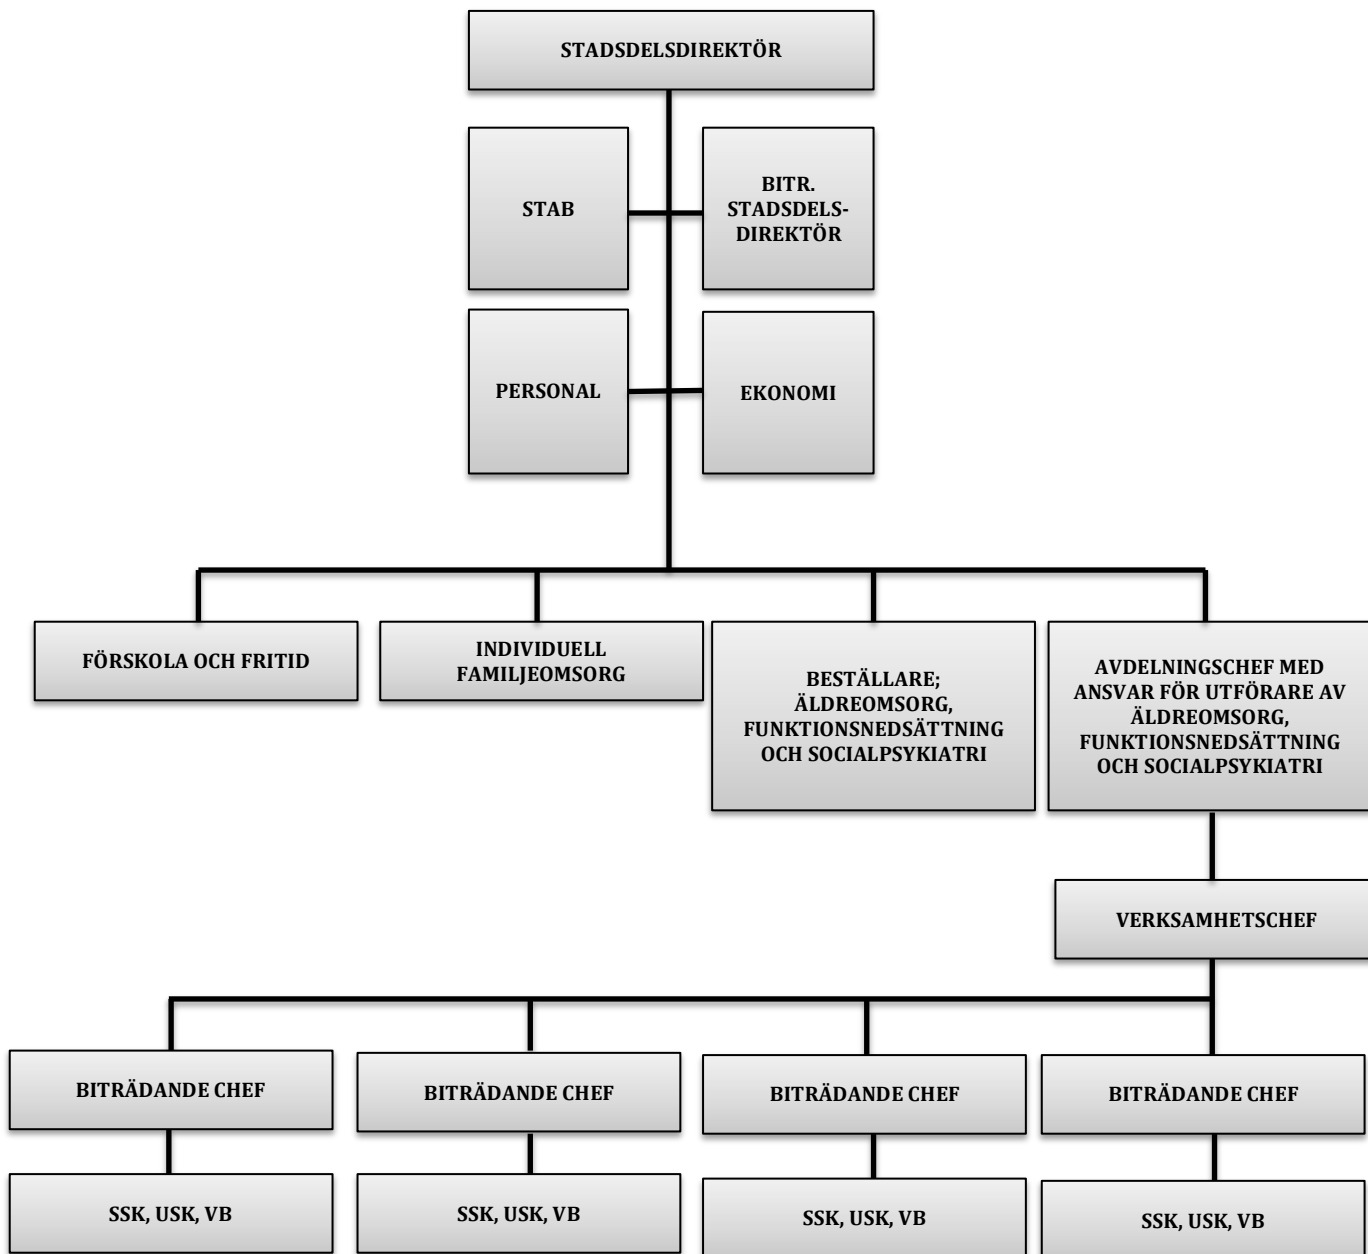 STADSDELSDIREKTÖR
STAB
BITR.
STADSDELS-
DIREKTÖR
PERSONAL
EKONOMI
FÖRSKOLA OCH FRITID
INDIVIDUELL
FAMILJEOMSORG
BESTÄLLARE;
ÄLDREOMSORG,
FUNKTIONSNEDSÄTTNING
OCH SOCIALPSYKIATRI
AVDELNINGSCHEF MED
ANSVAR FÖR UTFÖRARE AV
ÄLDREOMSORG,
FUNKTIONSNEDSÄTTNING
OCH SOCIALPSYKIATRI
VERKSAMHETSCHEF
BITRÄDANDE CHEF
BITRÄDANDE CHEF
BITRÄDANDE CHEF
BITRÄDANDE CHEF
SSK, USK, VB
SSK, USK, VB
SSK, USK, VB
SSK, USK, VB